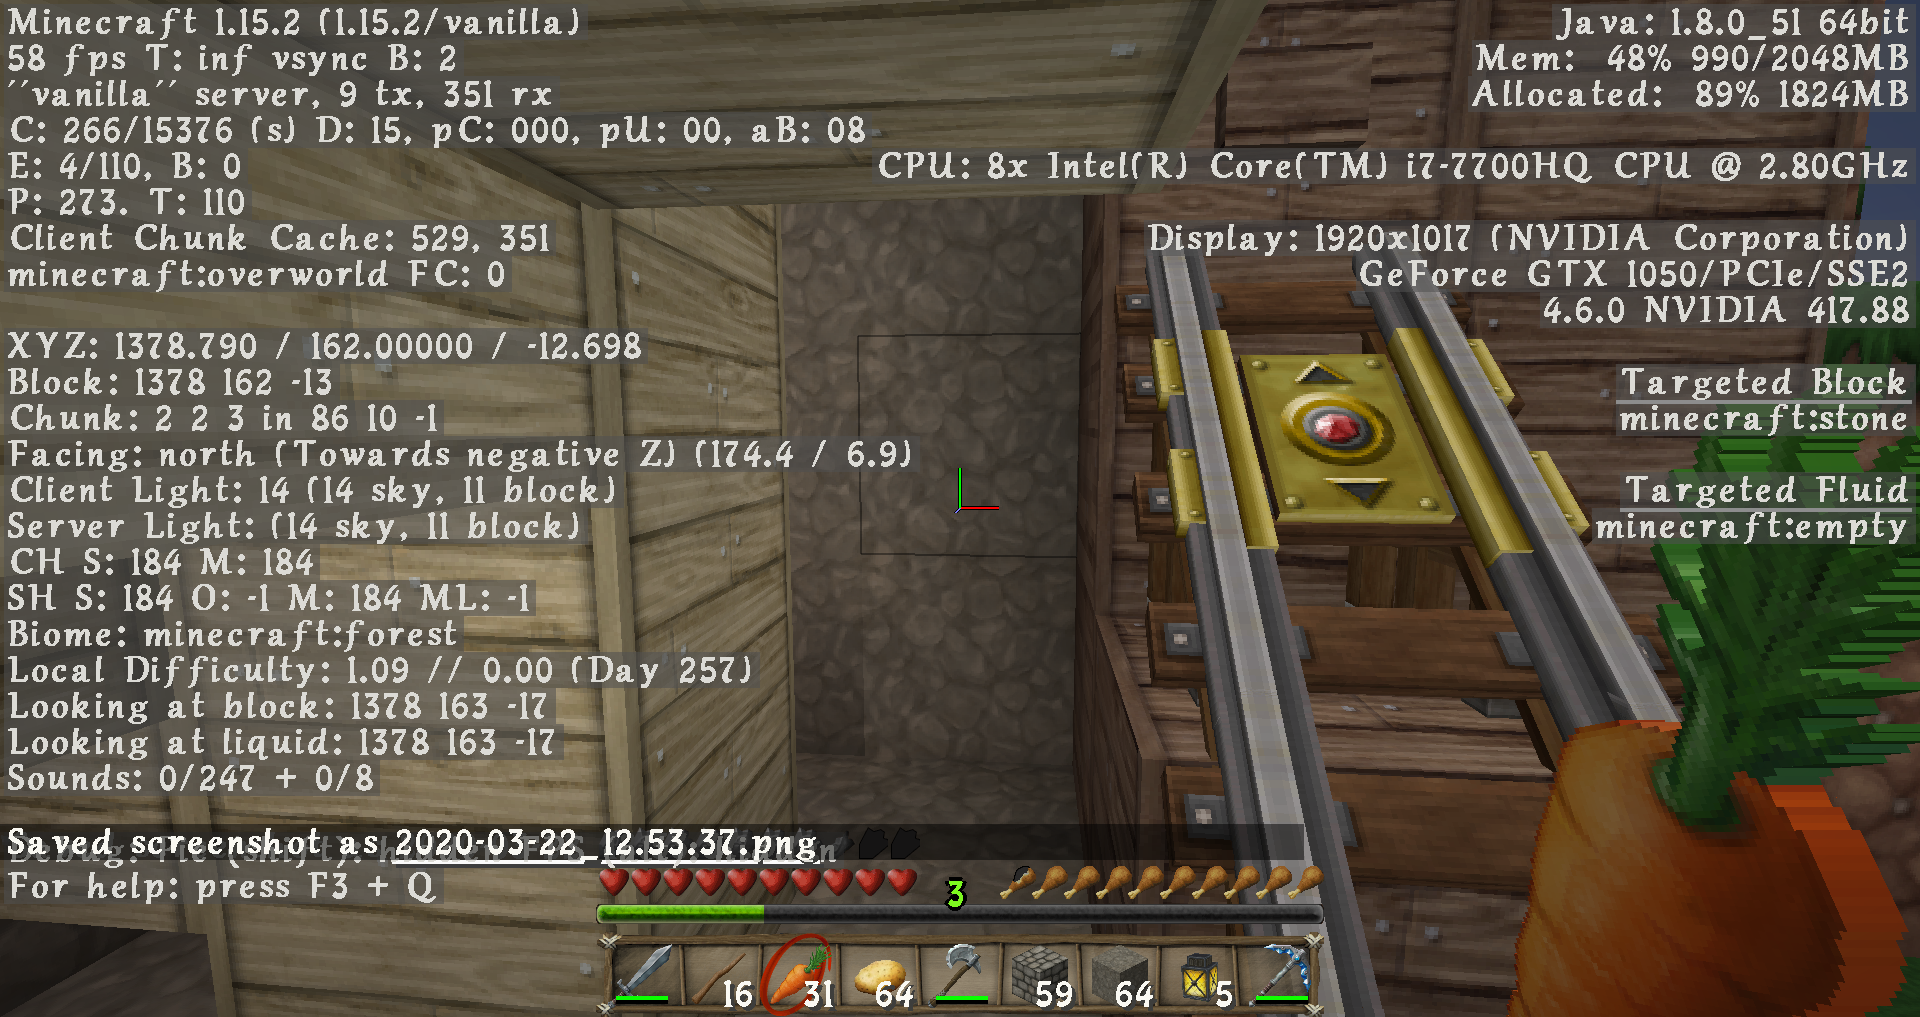 Minecraft 1.15.2 (1.15.2/vanilla)
58 fps T: inf vsync B: 2
''vanilla'' server, 9 tx, 351 rx
C: 266/15376 (s) D: 15, pC: 000, pU: 00, aB: 08
E: 4/110, B: 0
P: 273. T: 110
Client Chunk Cache: 529, 351
minecraft:overworld FC: 0
XYZ: 1378.790 / 162.00000 / -12.698
Block: 1378 162 -13
Chunk: 2 2 3 in 86 10 -1
Facing: north (Towards negative Z) (174.4 / 6.9)
Client Light: 14 (14 sky, 11 block)
Server Light: (14 sky, 11 block)
CH S: 184 M: 184
SH S: 184 O: -1 M: 184 ML: -1
Biome: minecraft:forest
Local Difficulty: 1.09 // 0.00 (Day 257)
Looking at block: 1378 163 -17
Looking at liquid: 1378 163 -17
Sounds: 0/247 + 0/8
Saved screenshot as 2020-03-22_12.53.37.png
For help: press F3 + Q
Java: 1.8.0_51 64bit
Mem: 48% 990/2048MB
Allocated: 89% 1824MB
CPU: 8x Intel(R) Core(TM) i7-7700HQ CPU @ 2.80GHz
Display: 1920x1017 (NVIDIA Corporation)
GeForce GTX 1050/PCIe/SSE2
4.6.0 NVIDIA 417.88
Targeted Block
minecraft:stone
Targeted Fluid
minecraft:empty
3
16 31 64 59 64 5